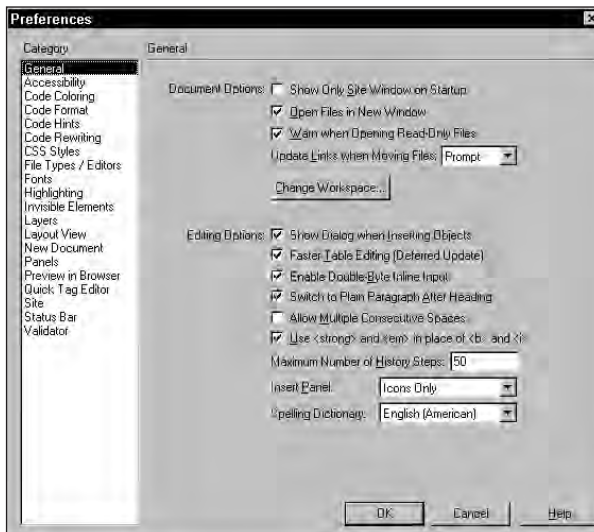 Preferences
Category
General
General
Accessibility
Code Coloring
Code Format
Code Hints
Code Rewriting
CSS Styles
File Types / Editors
Fonts
Highlighting
Invisible Elements
Layers
Layout View
New Document
Panels
Preview in Browser
Quick Tag Editor
Site
Status Bar
Validator
Document Options: Show Only Site Window on Startup
Open Files in New Window
Warn when Opening Read-Only Files
Update Links when Moving Files: Prompt
Change Workspace...
Editing Options: Show Dialog when Inserting Objects
Faster Table Editing (Deferred Update)
Enable Double-Byte Inline Input
Switch to Plain Paragraph After Heading
Allow Multiple Consecutive Spaces
Use <strong> and <em> in place of <b> and <i
Maximum Number of History Steps: 50
Insert Panel: Icons Only
Spelling Dictionary: English (American)
OK Cancel Help